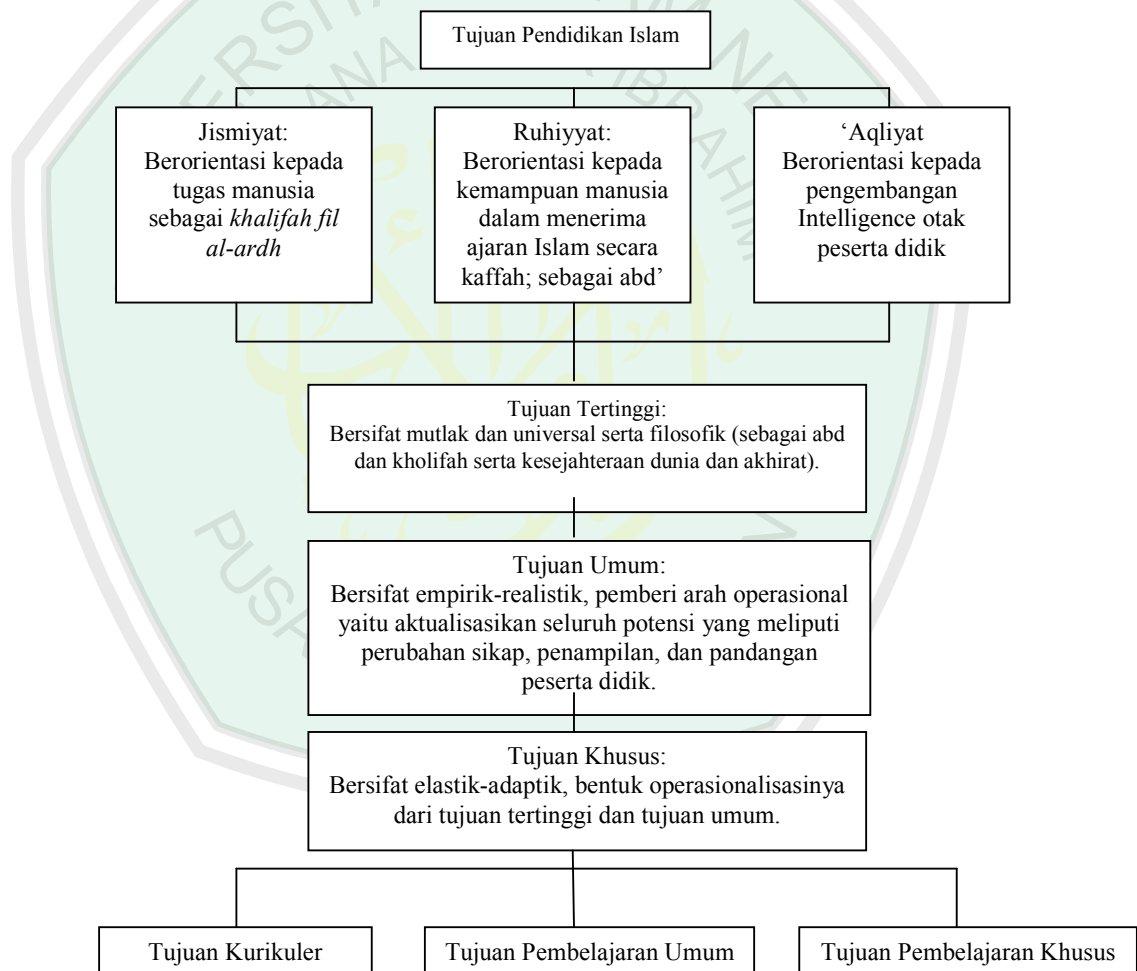 Tujuan Pendidikan Islam
Jismiyat:
Berorientasi kepada
tugas manusia
sebagai khalifah fil
al-ardh
Ruhiyyat:
Berorientasi kepada
kemampuan manusia
dalam menerima
ajaran Islam secara
kaffah; sebagai abd’
‘Aqliyat
Berorientasi kepada
pengembangan
Intelligence otak
peserta didik
Tujuan Tertinggi:
Bersifat mutlak dan universal serta filosofik (sebagai abd
dan kholifah serta kesejahteraan dunia dan akhirat).
Tujuan Umum:
Bersifat empirik-realistik, pemberi arah operasional
yaitu aktualisasikan seluruh potensi yang meliputi
perubahan sikap, penampilan, dan pandangan
peserta didik.
Tujuan Khusus:
Bersifat elastik-adaptik, bentuk operasionalisasinya
dari tujuan tertinggi dan tujuan umum.
Tujuan Kurikuler
Tujuan Pembelajaran Umum
Tujuan Pembelajaran Khusus